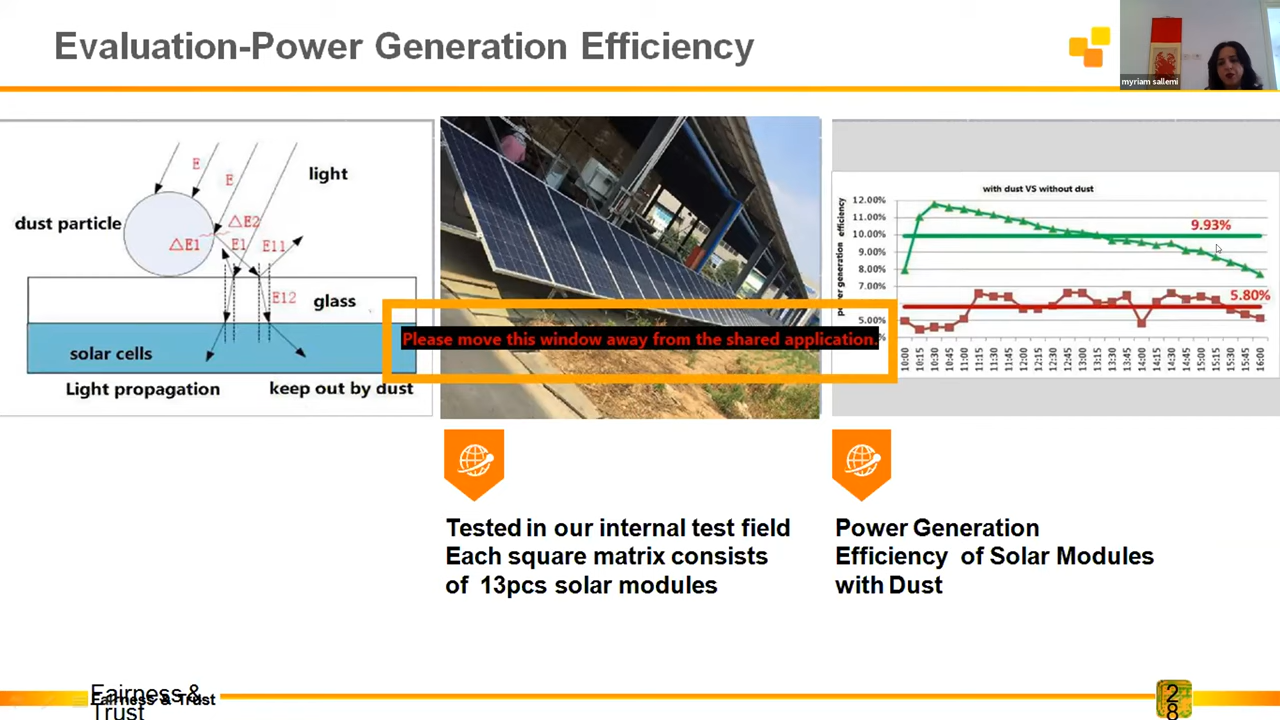 Evaluation-Power Generation Efficiency
myriam sallemi
E
E
light
dust particle
△E2
△E1
E1
E11
E12
glass
solar cells
Light propagation
keep out by dust
Please move this window away from the shared application.
with dust VS without dust
power generation efficiency
12.00%
11.00%
10.00%
9.00%
8.00%
7.00%
5.00%
9.93%
5.80%
10:00
10:15
10:30
10:45
11:00
11:15
11:30
11:45
12:00
12:15
12:30
12:45
13:00
13:15
13:30
13:45
14:00
14:15
14:30
14:45
15:00
15:15
15:30
15:45
16:00
Tested in our internal test field
Each square matrix consists
of 13pcs solar modules
Power Generation
Efficiency of Solar Modules
with Dust
Fairness &
Trust
Fairness & Trust
2
8